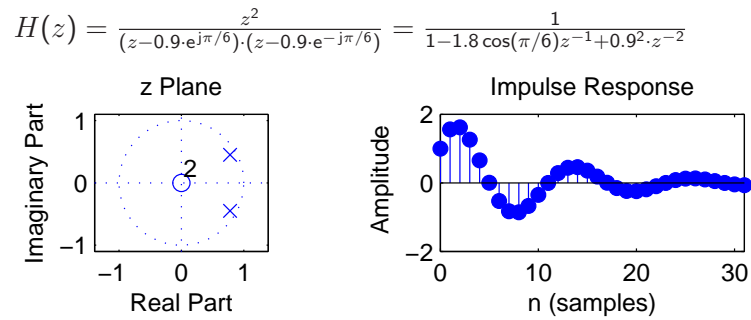 H(z) = z²/((z−0.9·e^{jπ/6})·(z−0.9·e^{−jπ/6})) = 1/(1−1.8 cos(π/6)z⁻¹+0.9²·z⁻²)
z Plane
Imaginary Part
1
0
−1
2
−1 0 1
Real Part
Impulse Response
Amplitude
2
0
−2
0 10 20 30
n (samples)